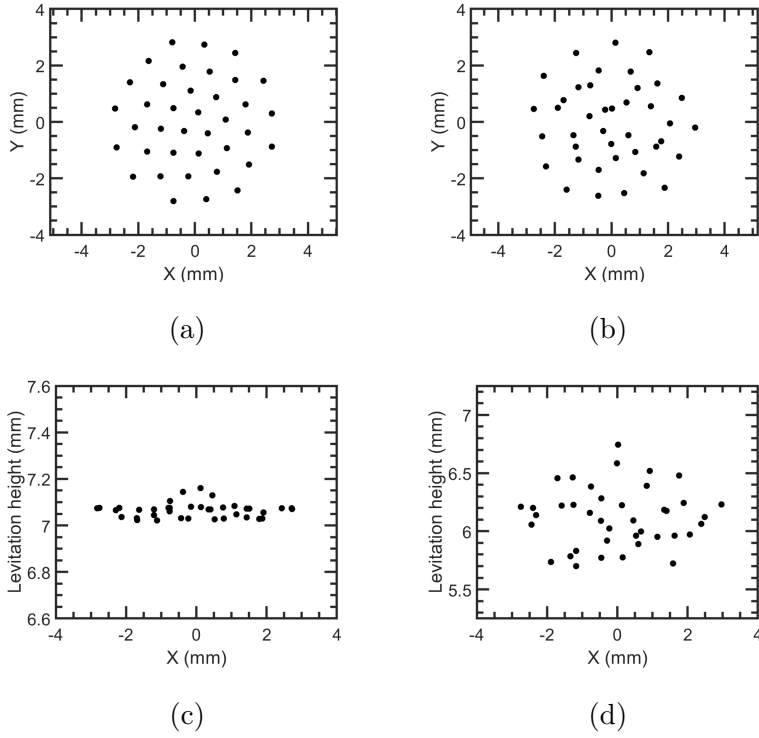 4
2
0
-2
-4
Y (mm)
-4 -2 0 2 4
X (mm)
(a)
4
2
0
-2
-4
Y (mm)
-4 -2 0 2 4
X (mm)
(b)
7.6
7.4
7.2
7
6.8
6.6
Levitation height (mm)
-4 -2 0 2 4
X (mm)
(c)
7
6.5
6
5.5
Levitation height (mm)
-4 -2 0 2 4
X (mm)
(d)